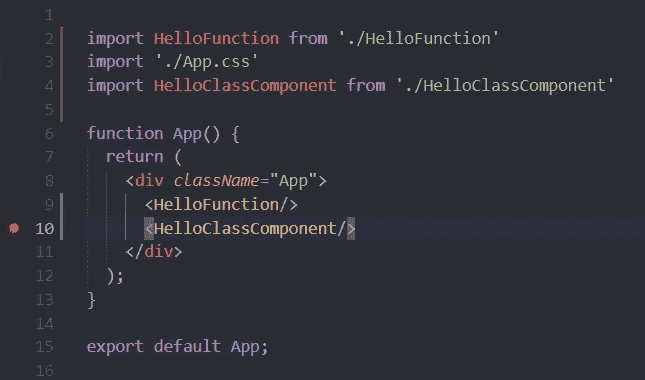 1
2 import HelloFunction from './HelloFunction'
3 import './App.css'
4 import HelloClassComponent from './HelloClassComponent'
5
6 function App() {
7   return (
8     <div className="App">
9       <HelloFunction/>
10       <HelloClassComponent/>
11     </div>
12   );
13 }
14
15 export default App;
16